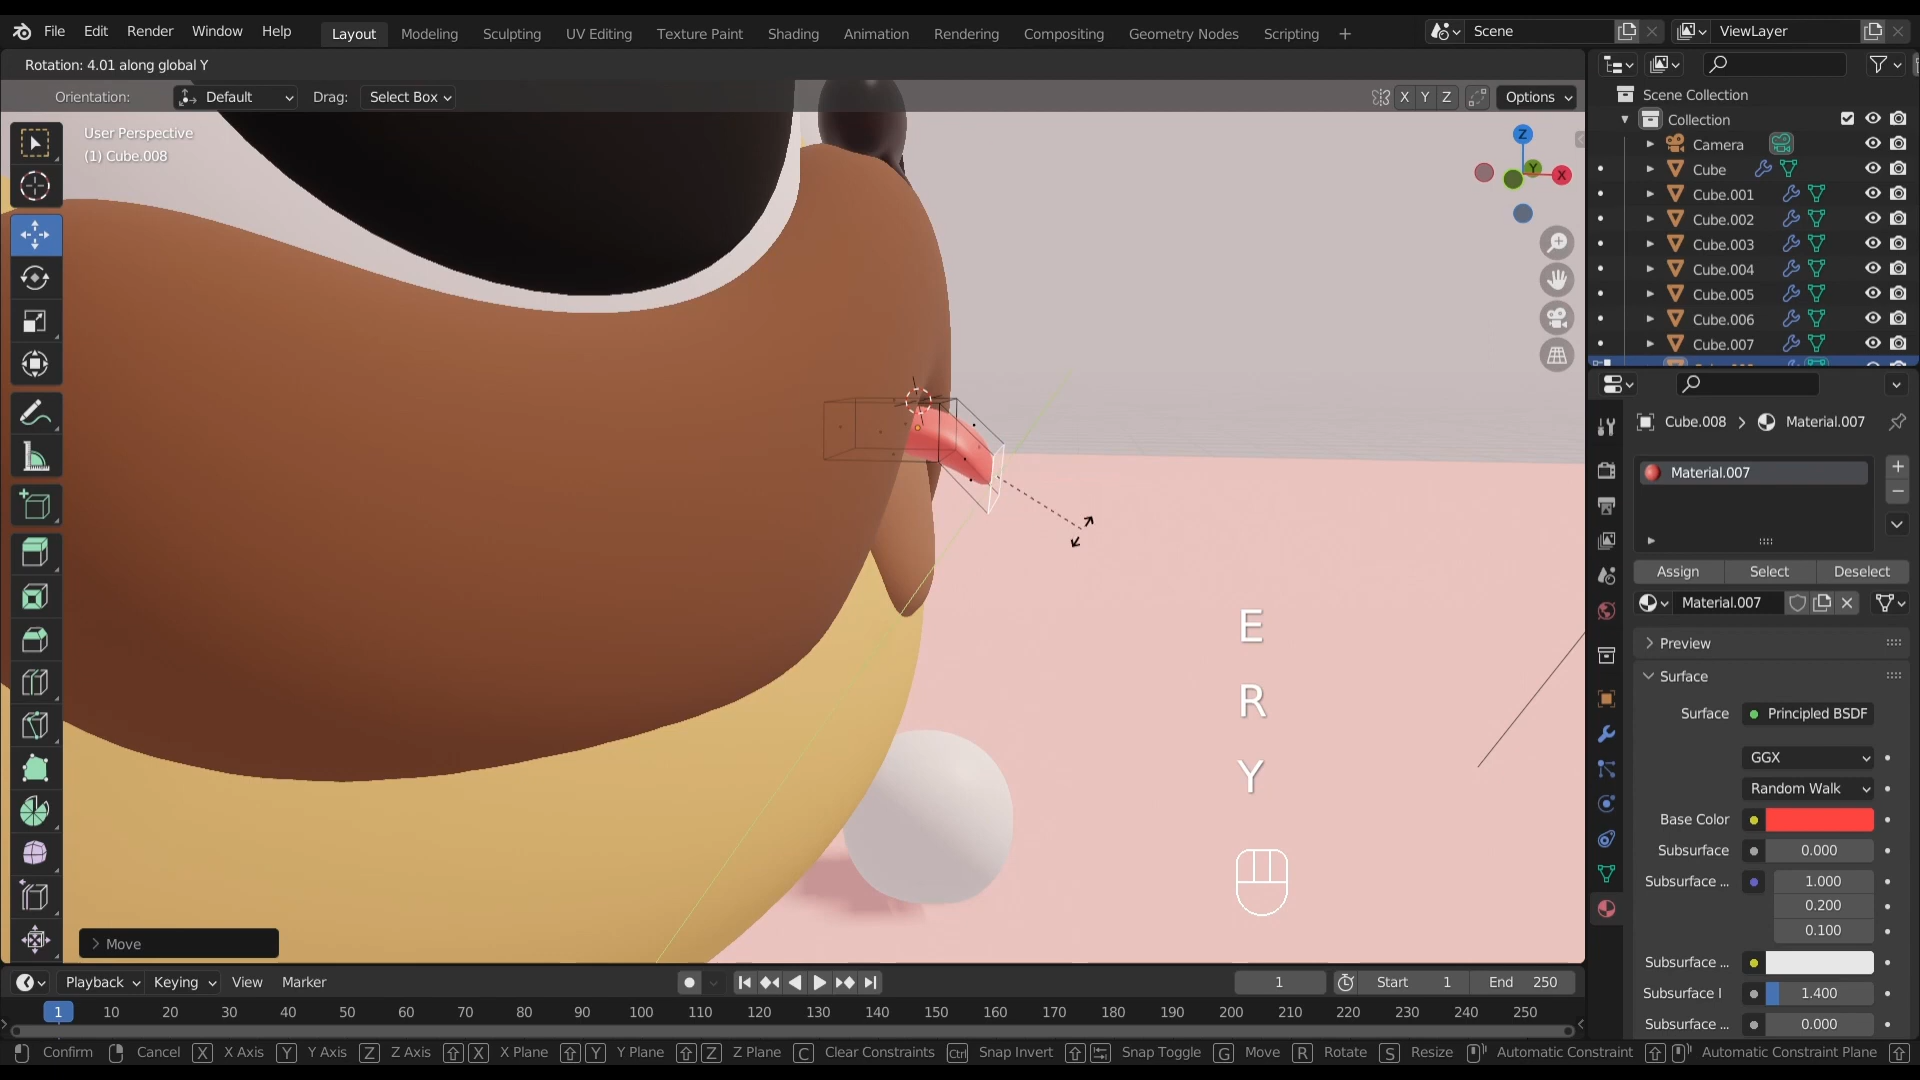 File Edit Render Window Help Layout Modeling Sculpting UV Editing Texture Paint Shading Animation Rendering Compositing Geometry Nodes Scripting + Scene ViewLayer
Rotation: 4.01 along global Y
Orientation: Default Drag: Select Box X Y Z Options
User Perspective
(1) Cube.008
Z
Y
X
Scene Collection
Collection
Camera
Cube
Cube.001
Cube.002
Cube.003
Cube.004
Cube.005
Cube.006
Cube.007
Cube.008 > Material.007
Material.007
Assign Select Deselect
Material.007
Preview
Surface
Surface Principled BSDF
GGX
Random Walk
Base Color
Subsurface 0.000
Subsurface ... 1.000
0.200
0.100
Subsurface ...
Subsurface I 1.400
Subsurface ... 0.000
E
R
Y
> Move
Playback Keying View Marker 1 Start 1 End 250
1 10 20 30 40 50 60 70 80 90 100 110 120 130 140 150 160 170 180 190 200 210 220 230 240 250
Confirm Cancel X X Axis Y Y Axis Z Z Axis X X Plane Y Y Plane Z Z Plane C Clear Constraints Ctrl Snap Invert Snap Toggle G Move R Rotate S Resize Automatic Constraint Automatic Constraint Plane